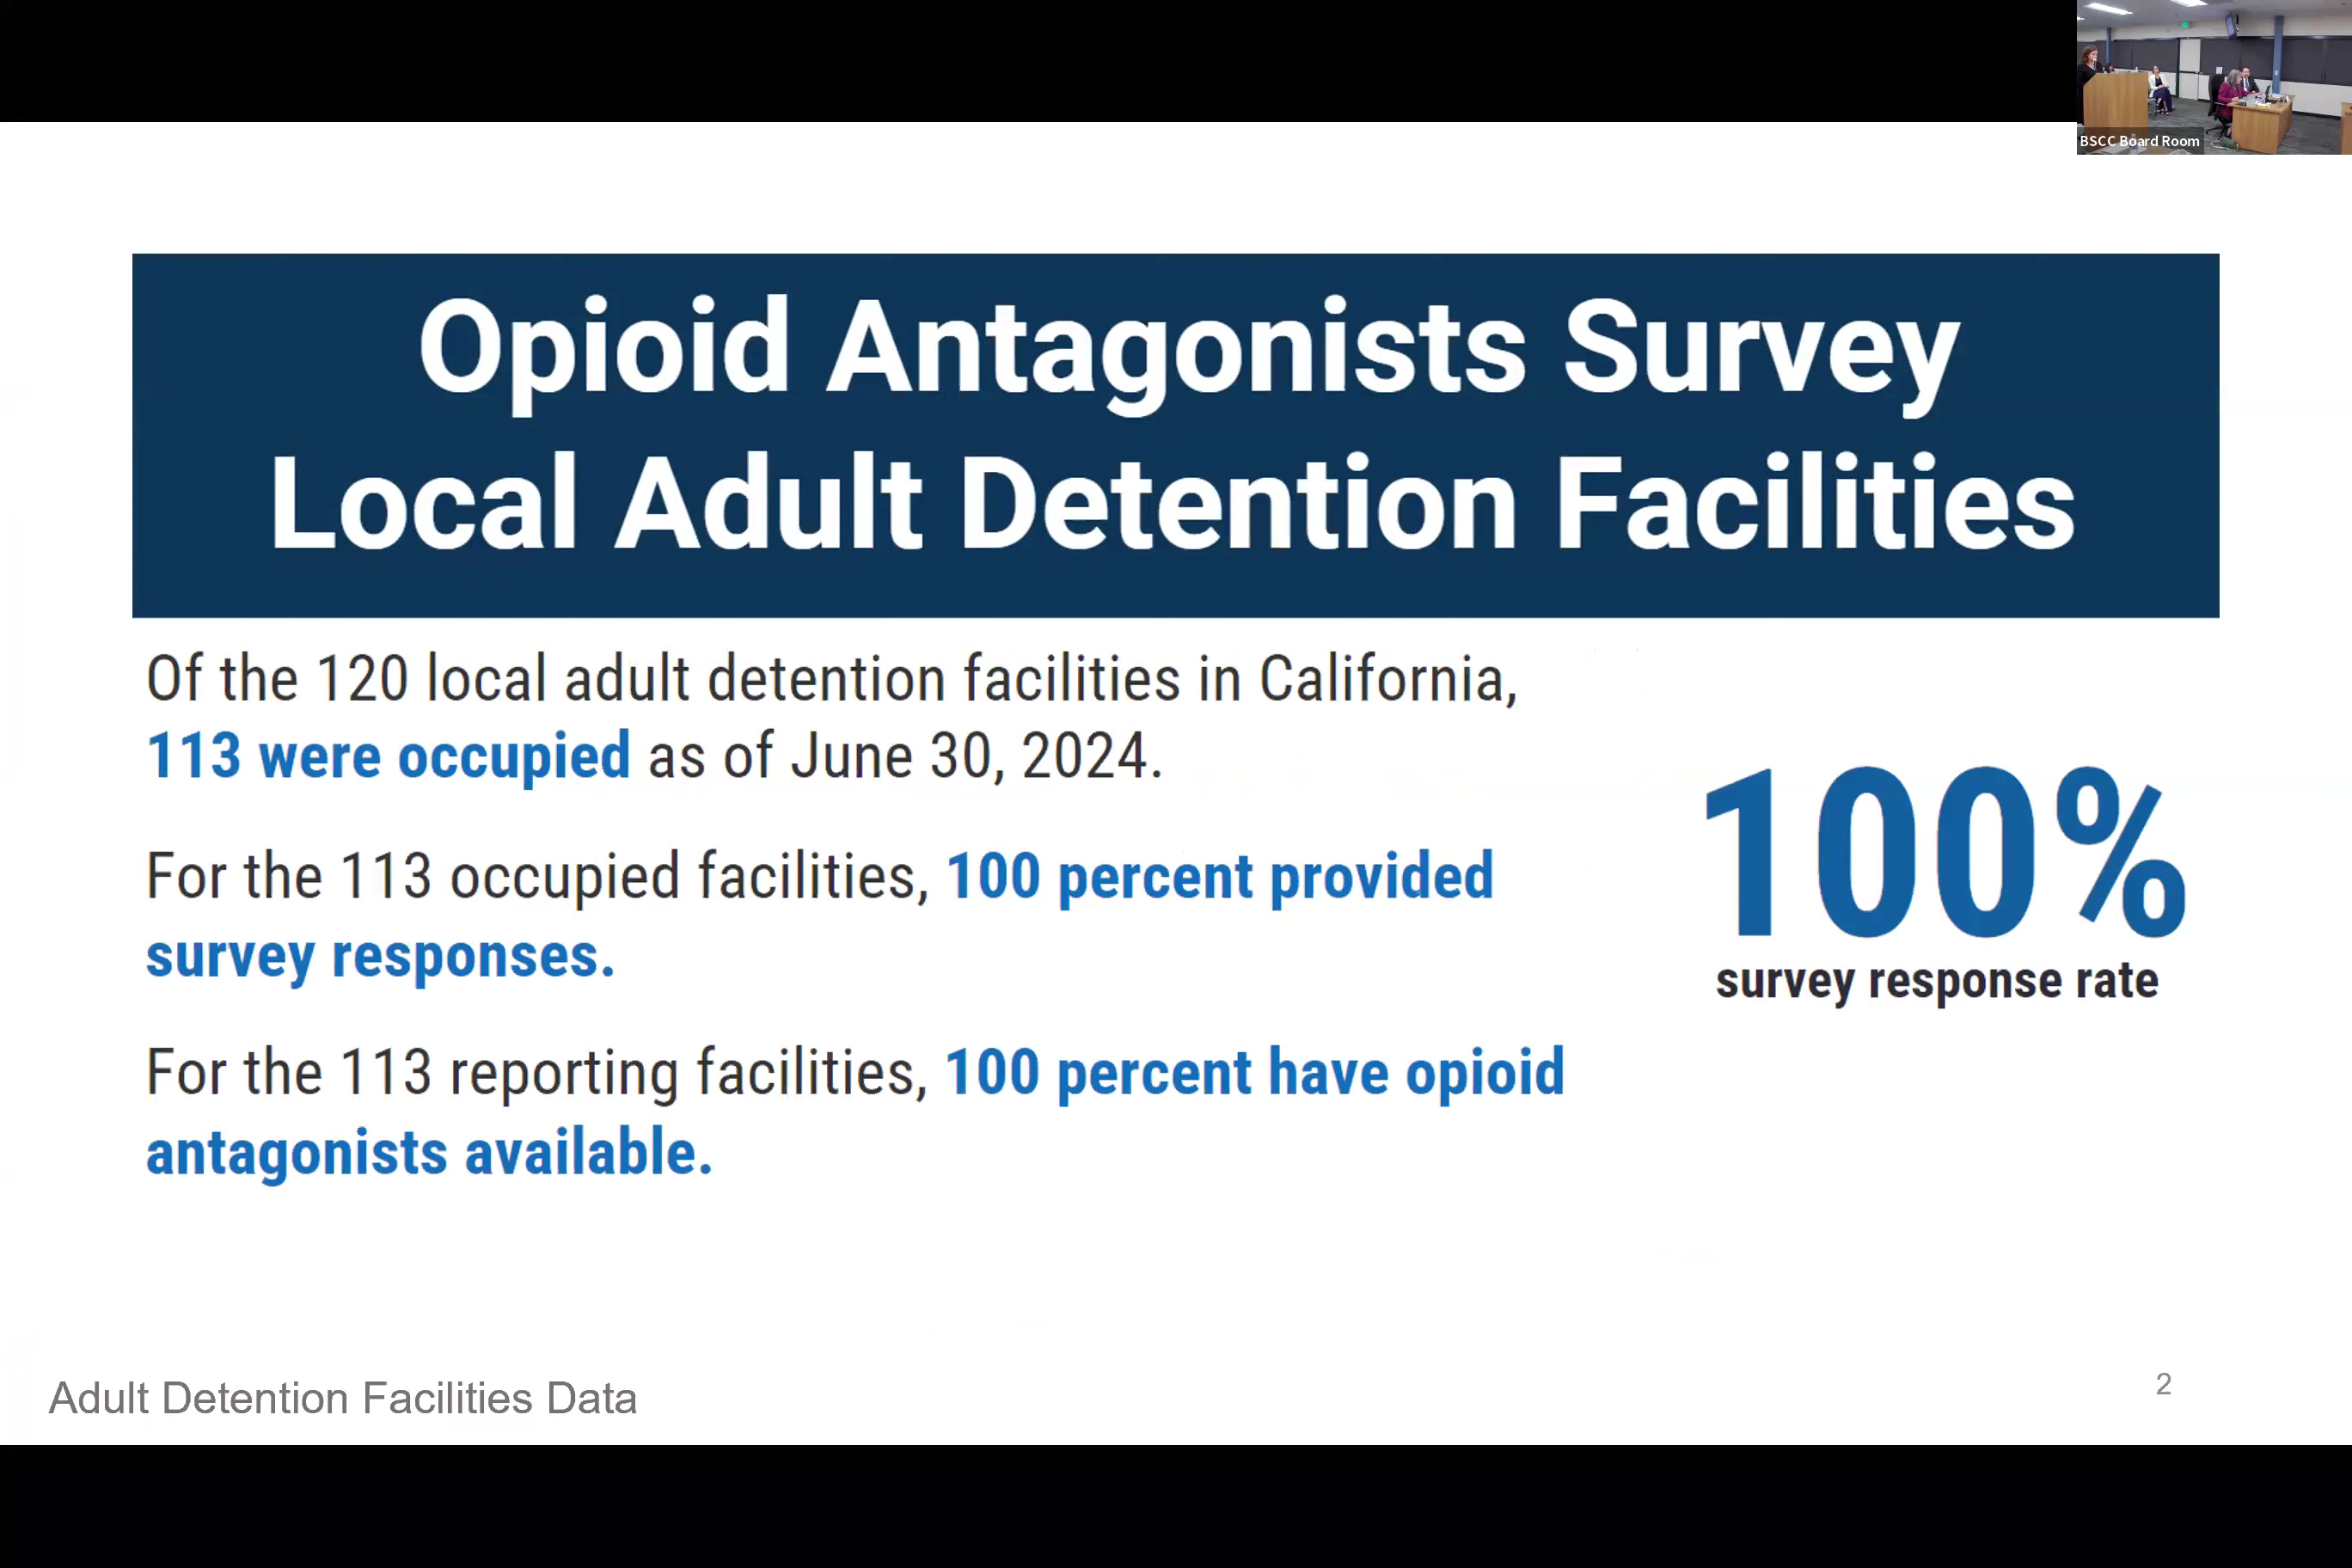 BSCC Board Room
Opioid Antagonists Survey
Local Adult Detention Facilities
Of the 120 local adult detention facilities in California,
113 were occupied as of June 30, 2024.
For the 113 occupied facilities, 100 percent provided
survey responses.
For the 113 reporting facilities, 100 percent have opioid
antagonists available.
100%
survey response rate
Adult Detention Facilities Data
2